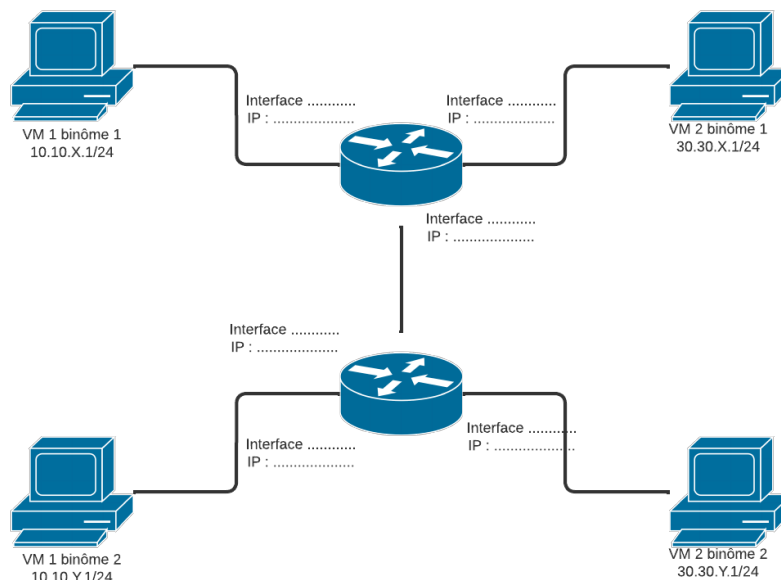 Interface ............
IP : ....................
Interface ............
IP : ....................
VM 1 binôme 1
10.10.X.1/24
VM 2 binôme 1
30.30.X.1/24
Interface ............
IP : ....................
Interface ............
IP : ....................
Interface ............
IP : ....................
Interface ............
IP : ....................
VM 1 binôme 2
10.10.Y.1/24
VM 2 binôme 2
30.30.Y.1/24